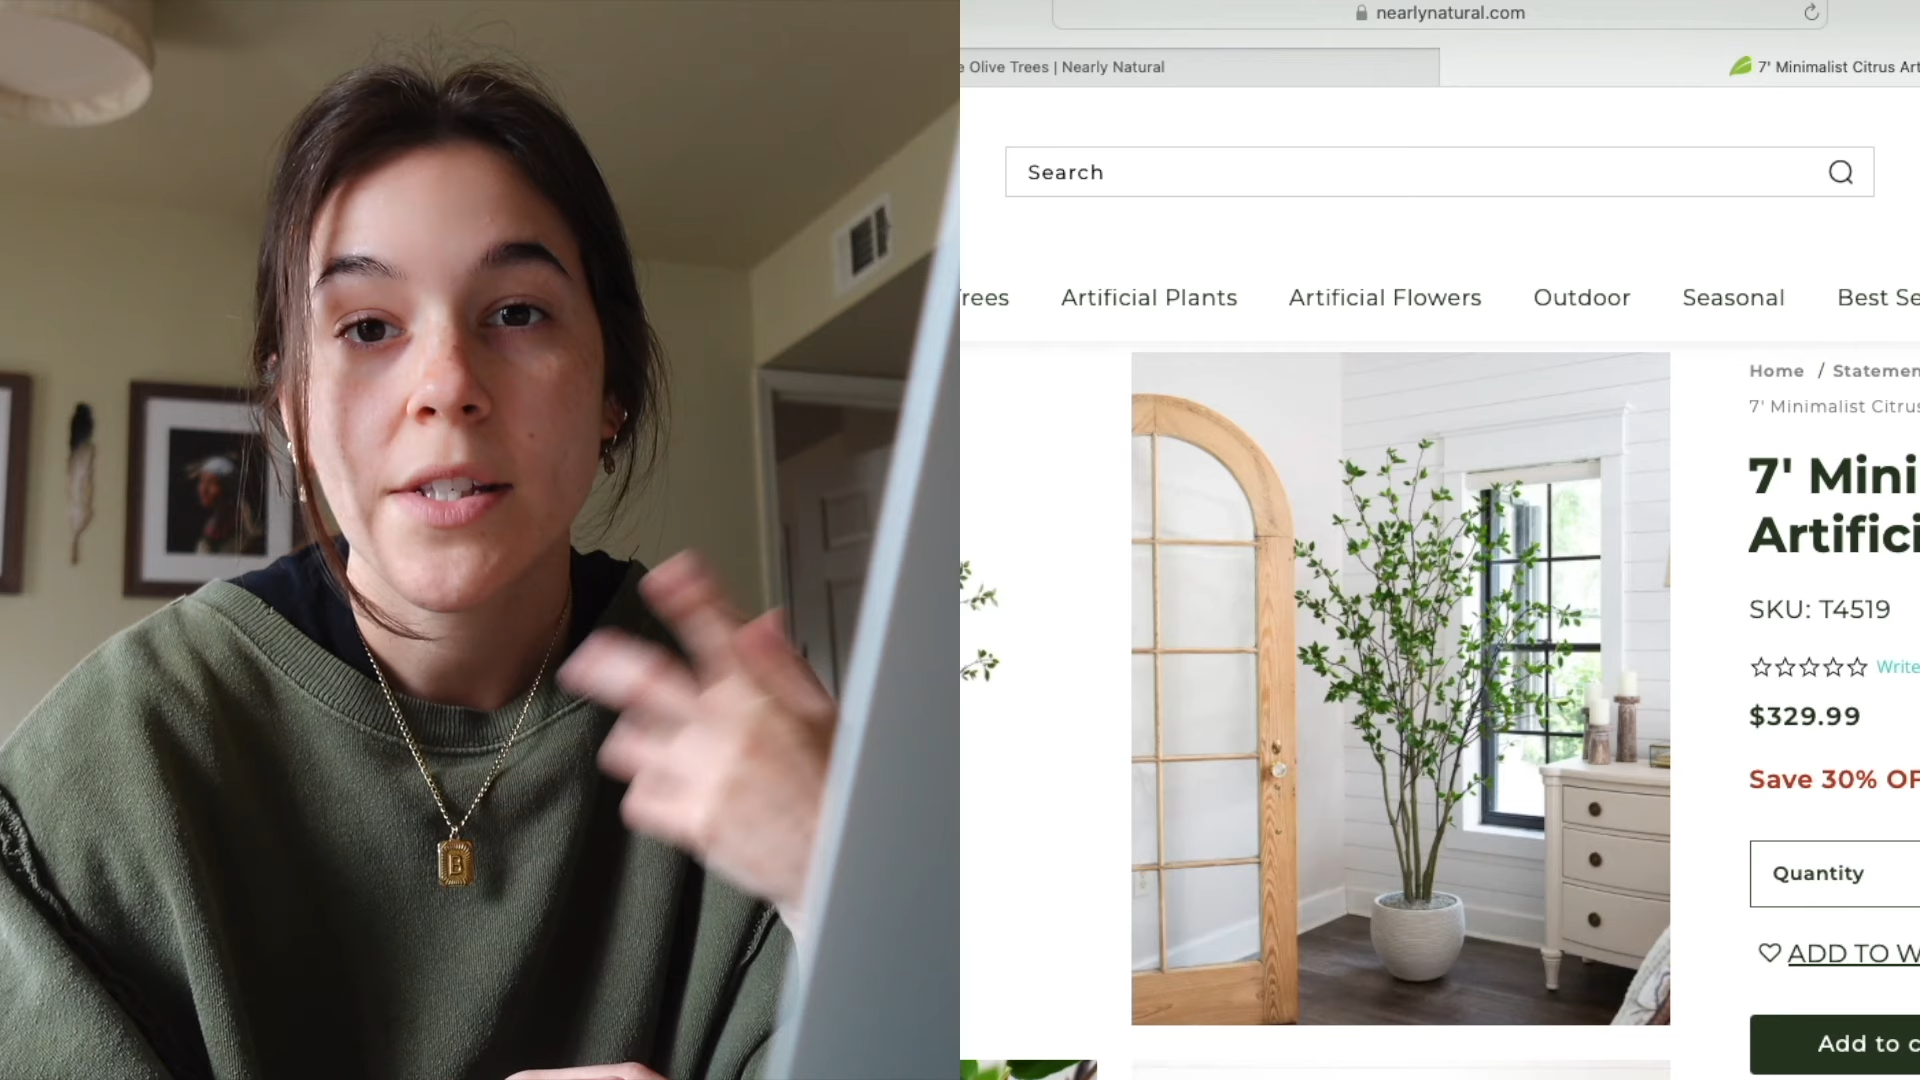 nearlynatural.com
e Olive Trees | Nearly Natural
7' Minimalist Citrus Art
Search
Trees
Artificial Plants
Artificial Flowers
Outdoor
Seasonal
Best Se
Home / Statemen
7' Minimalist Citrus
7' Mini
Artifici
SKU: T4519
Write
$329.99
Save 30% OF
Quantity
ADD TO W
Add to c
B